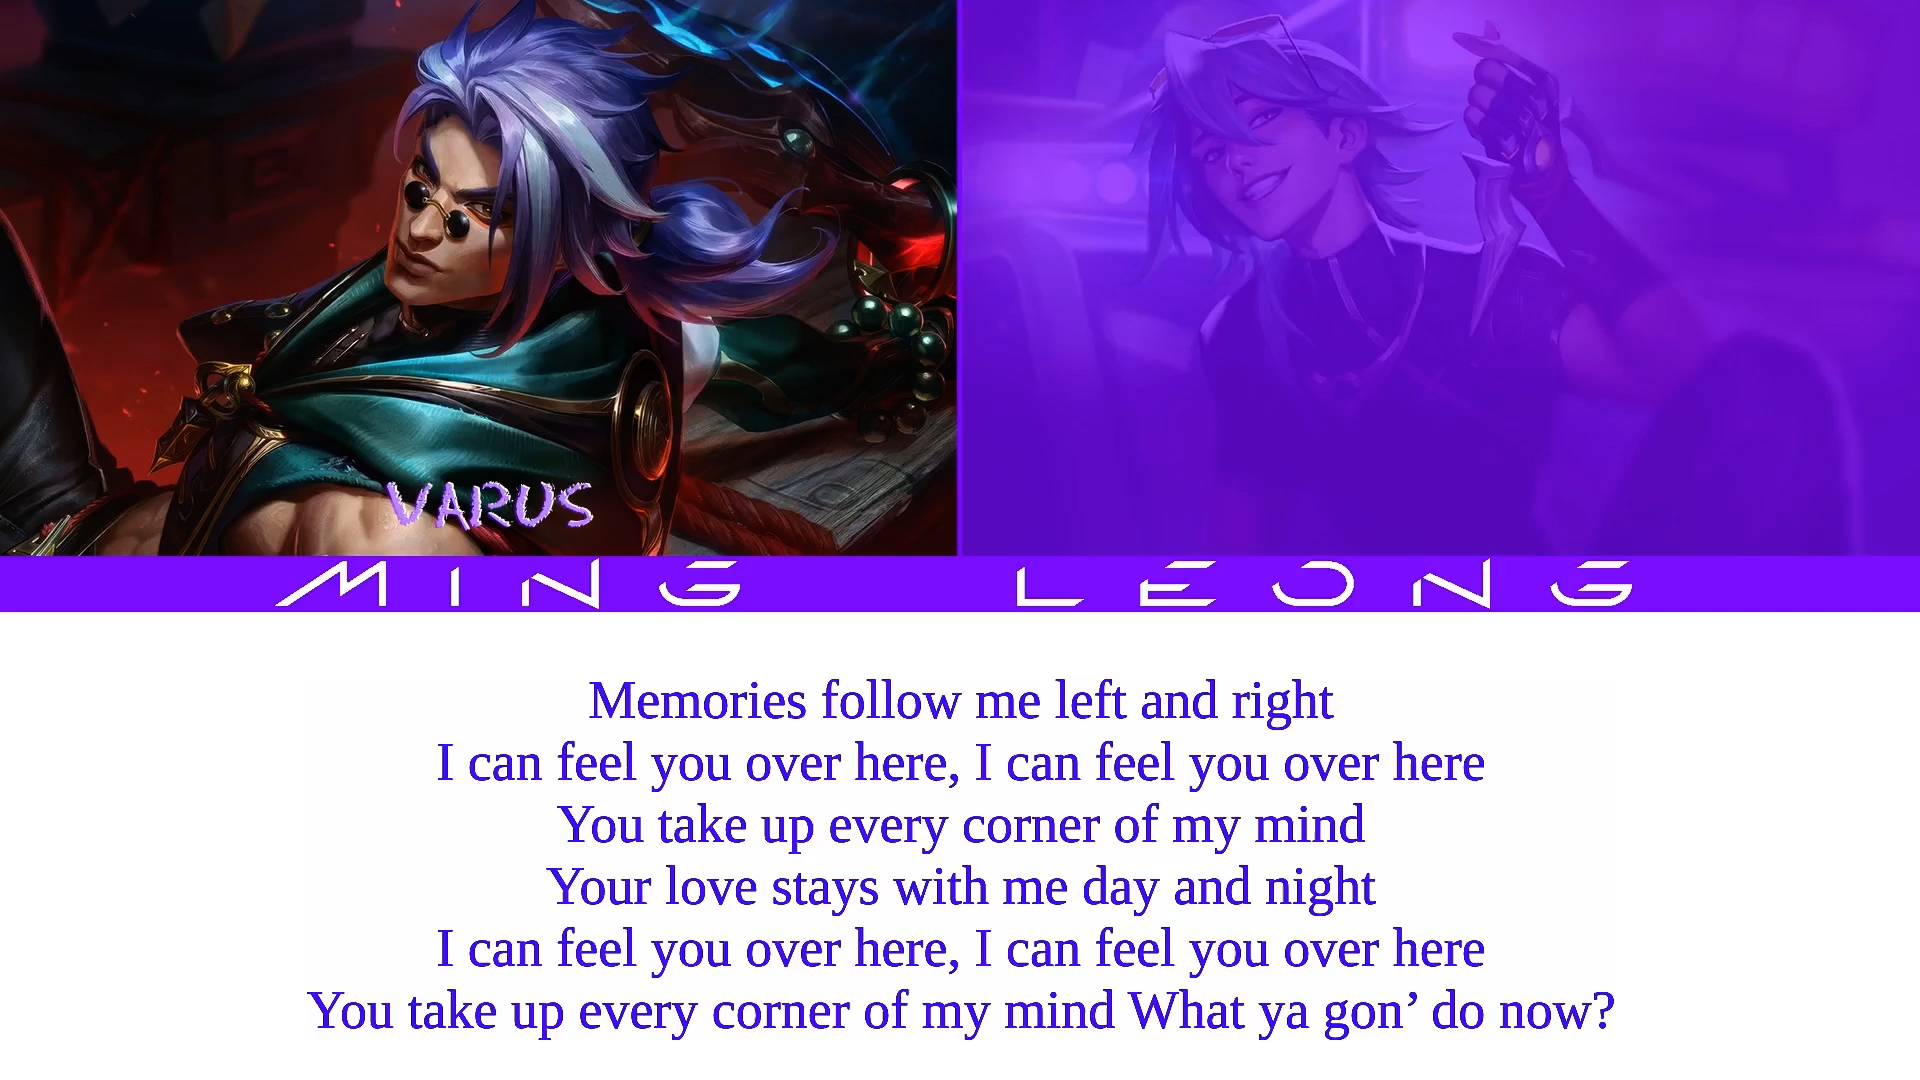 VARUS
MING LEONG
Memories follow me left and right
I can feel you over here, I can feel you over here
You take up every corner of my mind
Your love stays with me day and night
I can feel you over here, I can feel you over here
You take up every corner of my mind What ya gon’ do now?